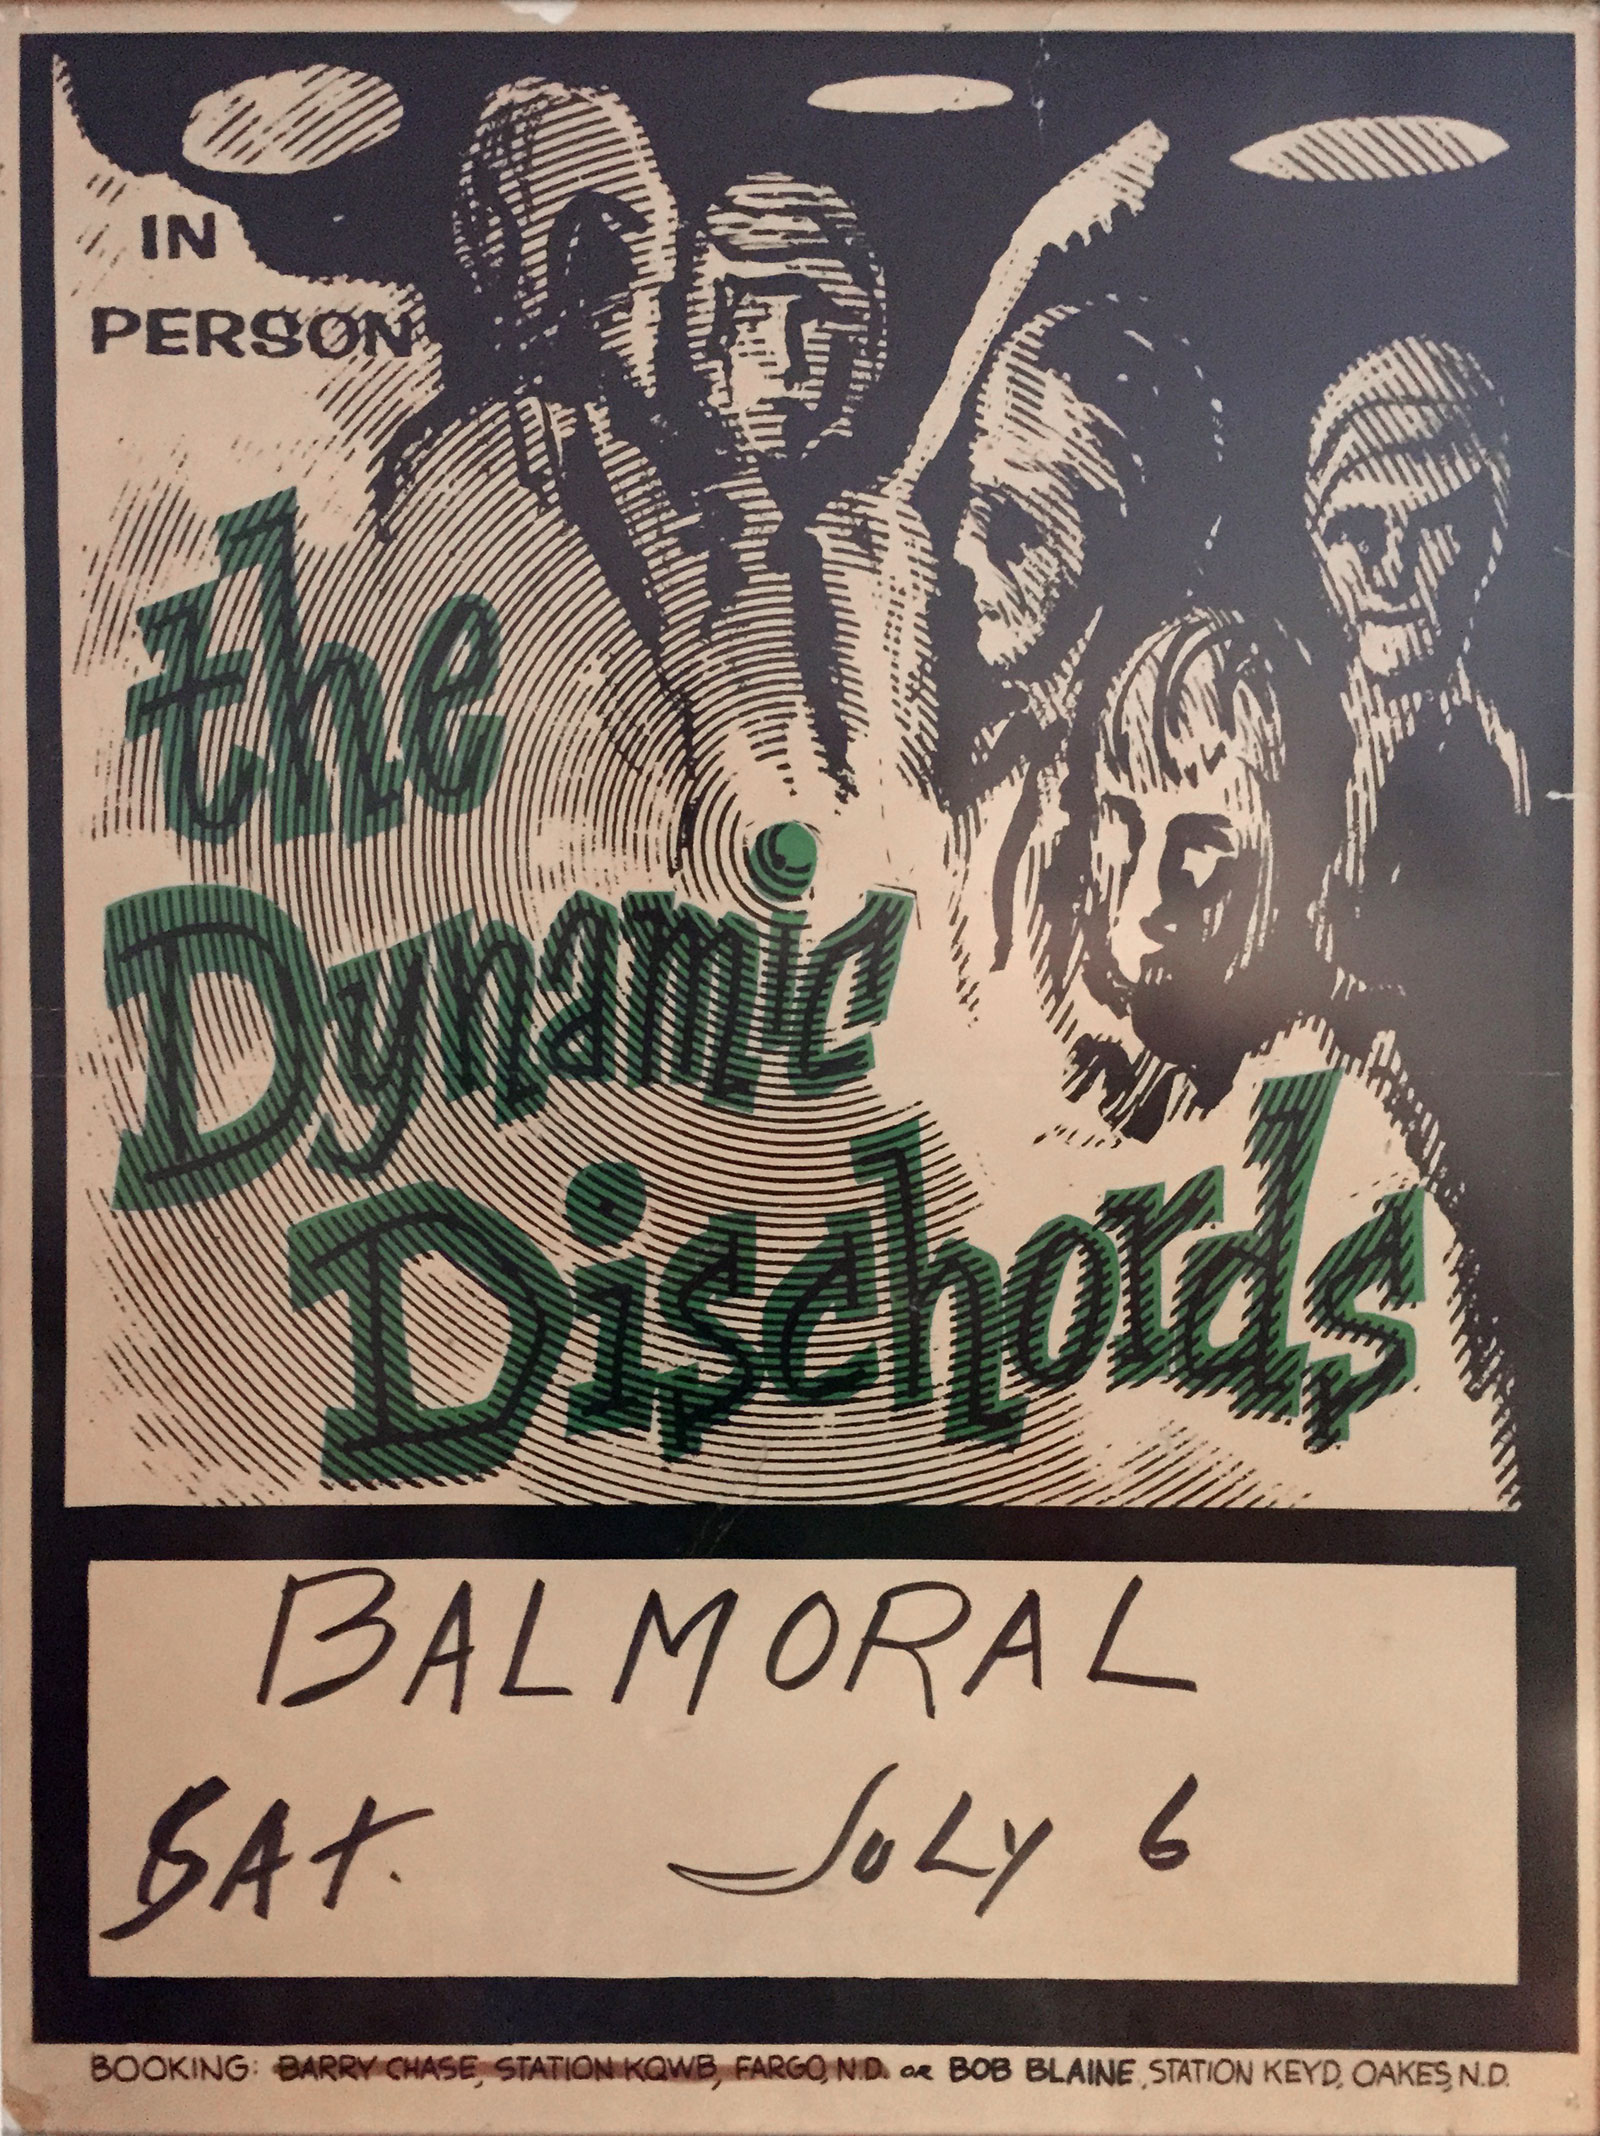 IN
PERSON
the
Dynamic
Dischords
BALMORAL
SAT. JULY 6
BOOKING: BARRY CHASE, STATION KQWB, FARGO, N.D. or BOB BLAINE, STATION KEYD, OAKES, N.D.